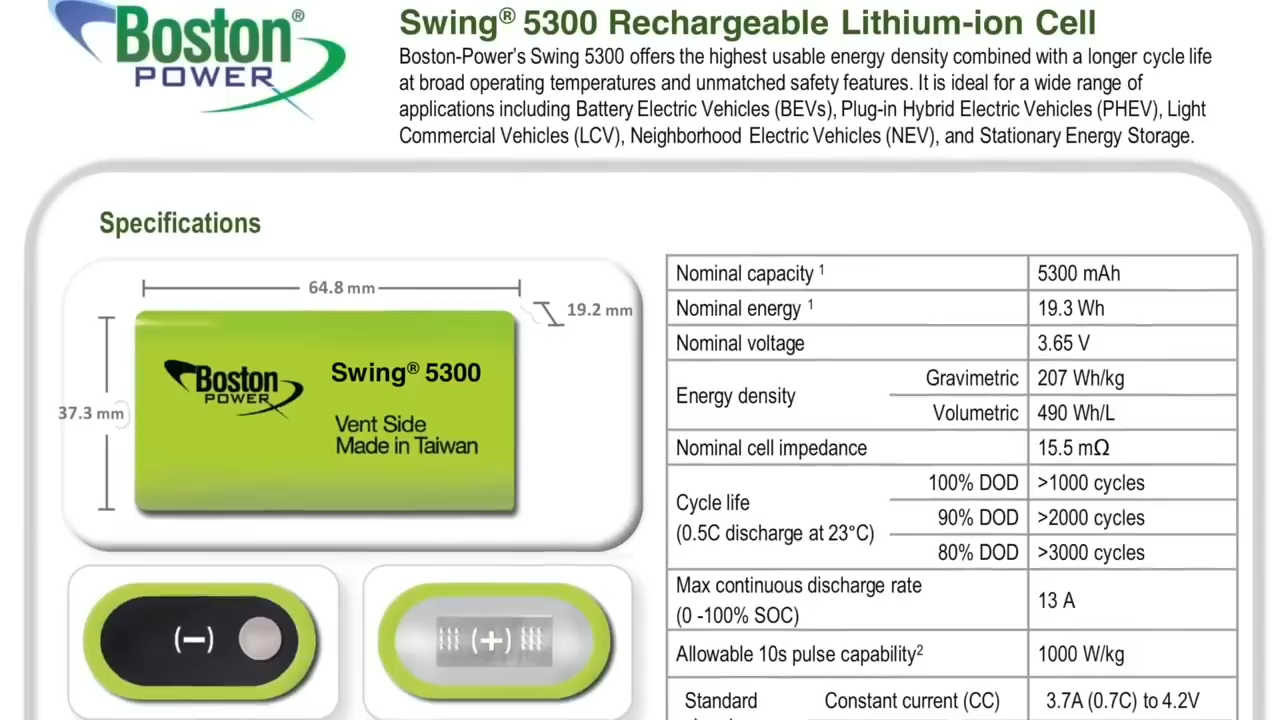 Boston®
POWER
Swing® 5300 Rechargeable Lithium-ion Cell
Boston-Power's Swing 5300 offers the highest usable energy density combined with a longer cycle life
at broad operating temperatures and unmatched safety features. It is ideal for a wide range of
applications including Battery Electric Vehicles (BEVs), Plug-in Hybrid Electric Vehicles (PHEV), Light
Commercial Vehicles (LCV), Neighborhood Electric Vehicles (NEV), and Stationary Energy Storage.
Specifications
64.8 mm
19.2 mm
37.3 mm
Boston
POWER
Swing® 5300
Vent Side
Made in Taiwan
(–)
(+)
Nominal capacity ¹ 5300 mAh
Nominal energy ¹ 19.3 Wh
Nominal voltage 3.65 V
Energy density Gravimetric 207 Wh/kg
Volumetric 490 Wh/L
Nominal cell impedance 15.5 mΩ
Cycle life
(0.5C discharge at 23°C)
100% DOD >1000 cycles
90% DOD >2000 cycles
80% DOD >3000 cycles
Max continuous discharge rate
(0 -100% SOC)
13 A
Allowable 10s pulse capability² 1000 W/kg
Standard Constant current (CC) 3.7A (0.7C) to 4.2V